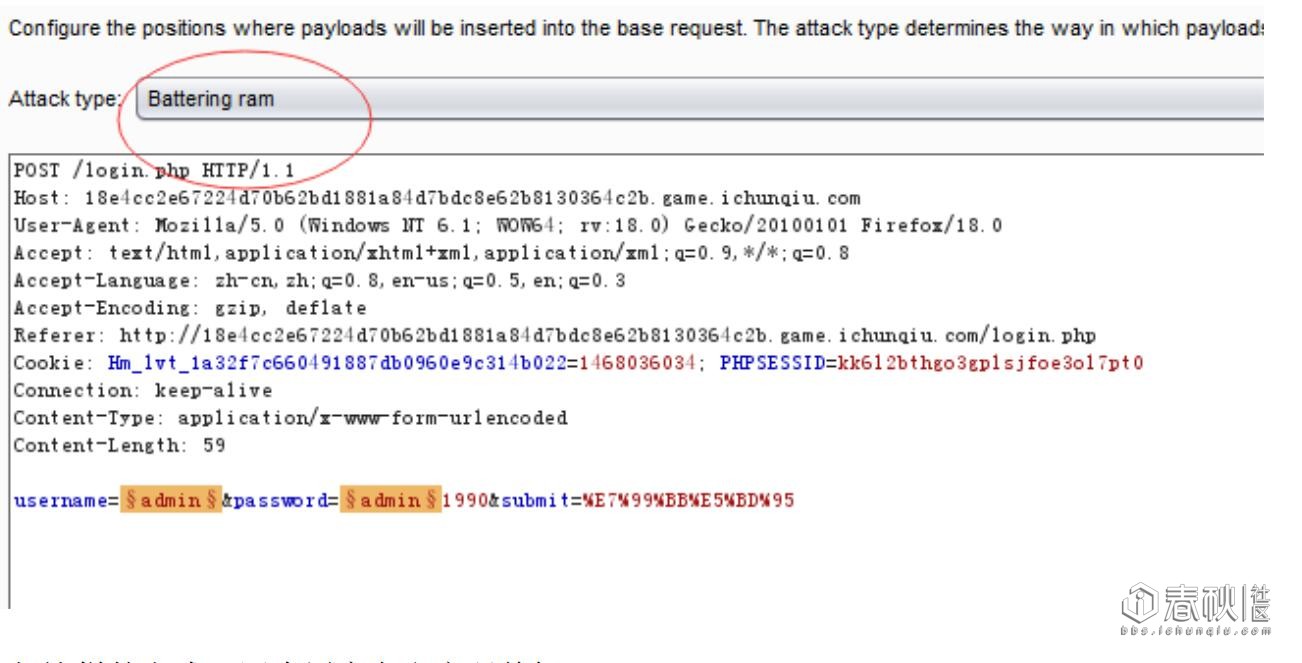 Configure the positions where payloads will be inserted into the base request. The attack type determines the way in which payloads
Attack type: Battering ram
POST /login.php HTTP/1.1
Host: 18e4cc2e67224d70b62bd1881a84d7bdc8e62b8130364c2b.game.ichunqiu.com
User-Agent: Mozilla/5.0 (Windows NT 6.1; WOW64; rv:18.0) Gecko/20100101 Firefox/18.0
Accept: text/html,application/xhtml+xml,application/xml;q=0.9,*/*;q=0.8
Accept-Language: zh-cn,zh;q=0.8,en-us;q=0.5,en;q=0.3
Accept-Encoding: gzip, deflate
Referer: http://18e4cc2e67224d70b62bd1881a84d7bdc8e62b8130364c2b.game.ichunqiu.com/login.php
Cookie: Hm_lvt_1a32f7c660491887db0960e9c314b022=1468036034; PHPSESSID=kk6l2bthgo3gplsjfoe3ol7pt0
Connection: keep-alive
Content-Type: application/x-www-form-urlencoded
Content-Length: 59
username=§admin§&password=§admin§1990&submit=%E7%99%BB%E5%BD%95
春秋社区
bbs.ichunqiu.com